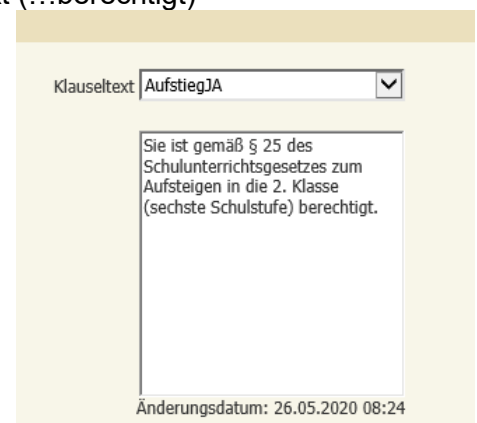 (…berechtigt)
Klauseltext AufstiegJA
Sie ist gemäß § 25 des
Schulunterrichtsgesetzes zum
Aufsteigen in die 2. Klasse
(sechste Schulstufe) berechtigt.
Änderungsdatum: 26.05.2020 08:24